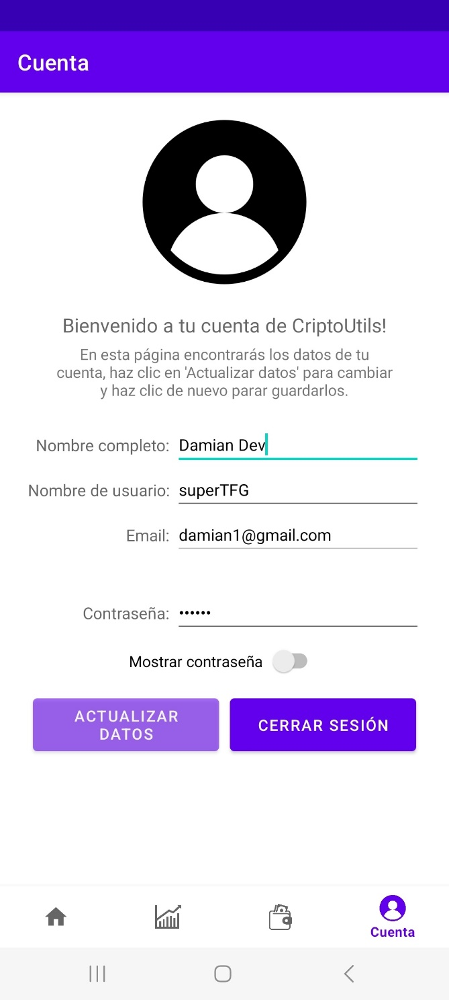 Cuenta
Bienvenido a tu cuenta de CriptoUtils!
En esta página encontrarás los datos de tu
cuenta, haz clic en 'Actualizar datos' para cambiar
y haz clic de nuevo parar guardarlos.
Nombre completo: Damian Dev
Nombre de usuario: superTFG
Email: damian1@gmail.com
Contraseña: ••••••
Mostrar contraseña
ACTUALIZAR
DATOS
CERRAR SESIÓN
Cuenta